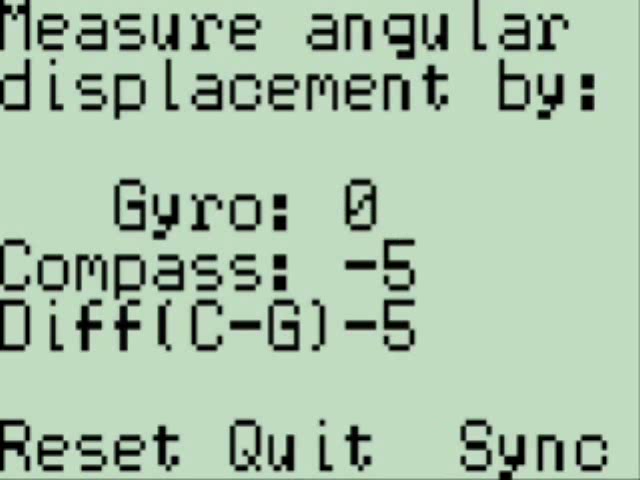 Measure angular
displacement by:
Gyro: 0
Compass: -5
Diff(C-G)-5
Reset Quit Sync